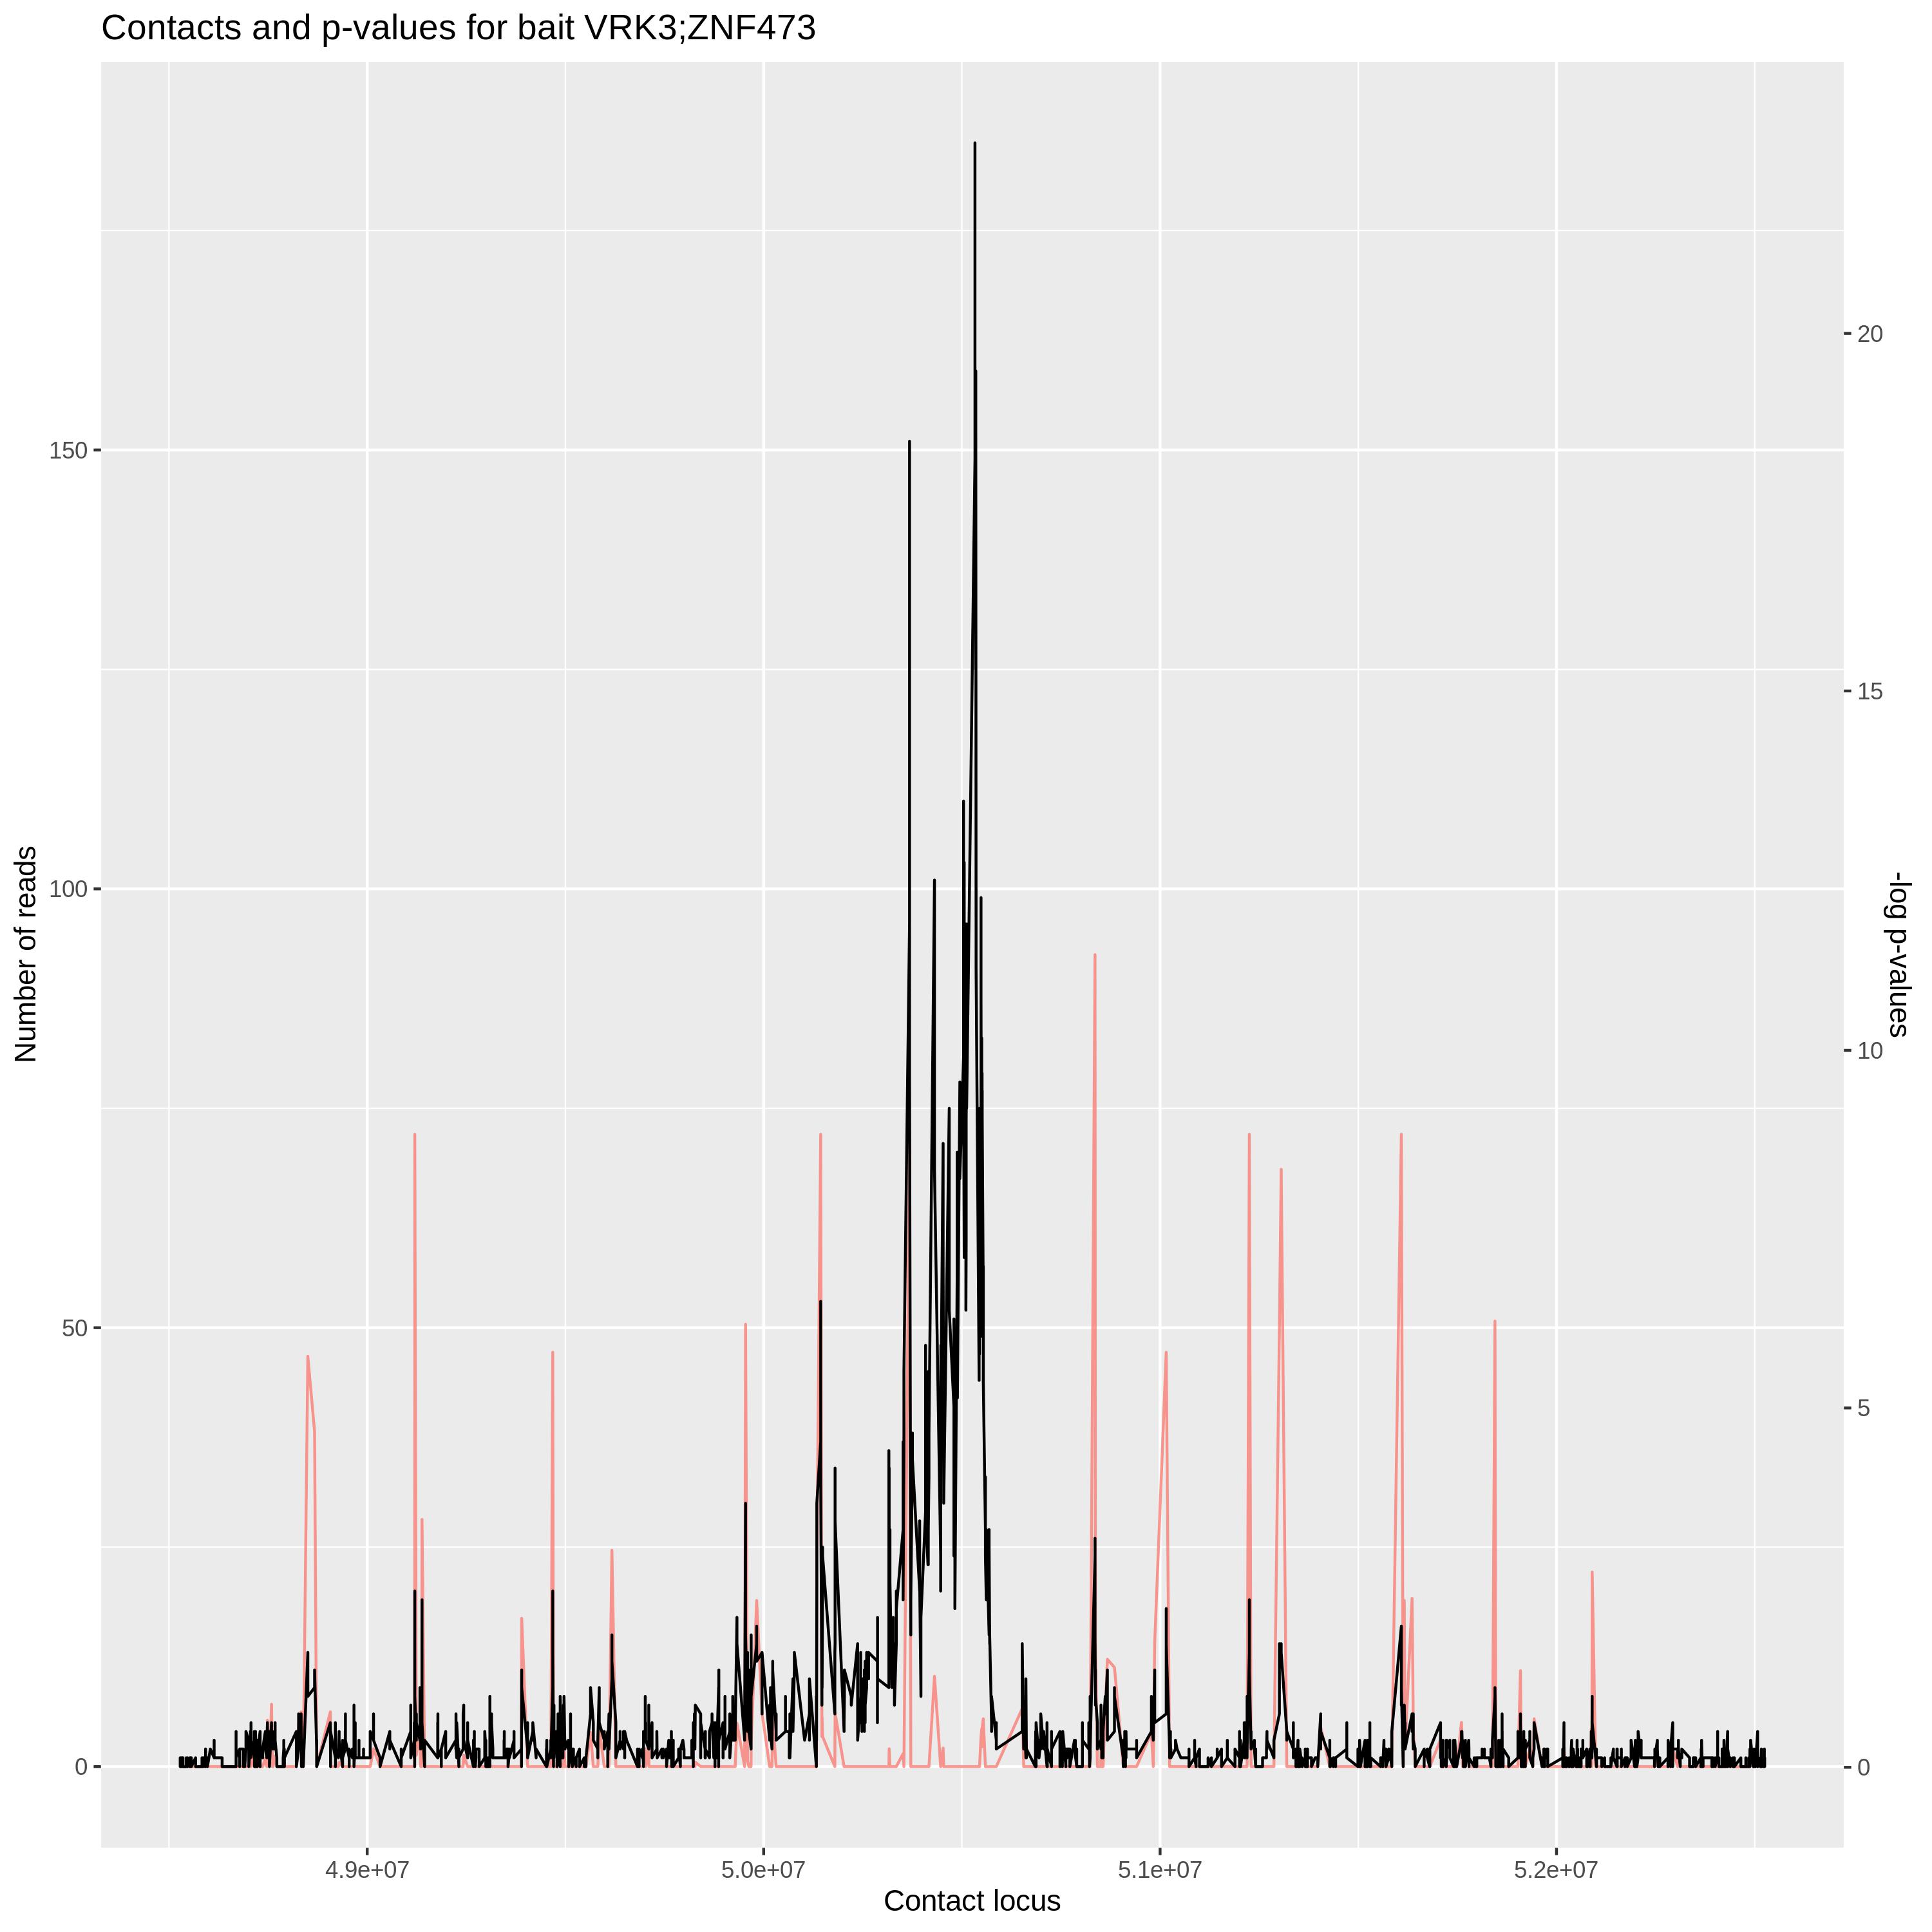 Contacts and p-values for bait VRK3;ZNF473
Number of reads
150
100
50
0
20
15
10
5
0
-log p-values
4.9e+07
5.0e+07
5.1e+07
5.2e+07
Contact locus